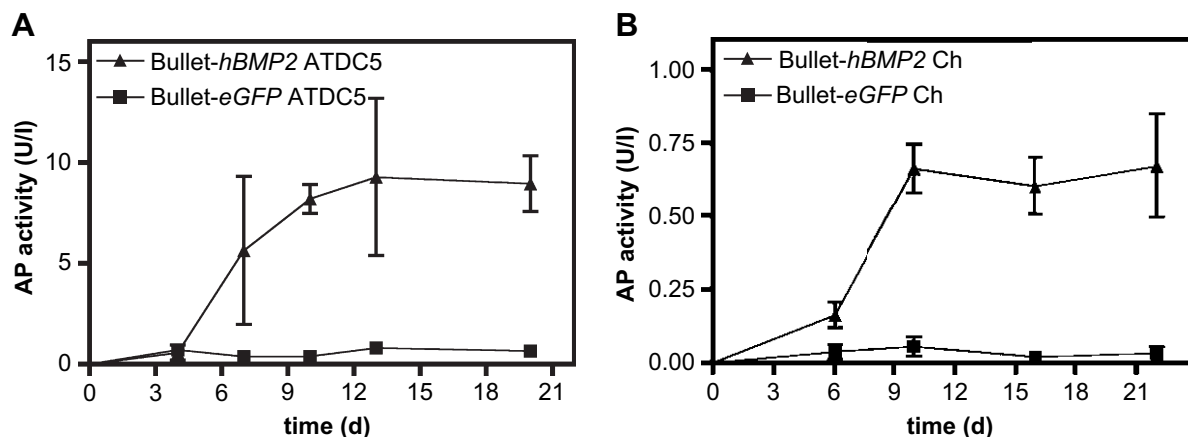 A
15
Bullet-hBMP2 ATDC5
Bullet-eGFP ATDC5
10
5
0
AP activity (U/l)
0 3 6 9 12 15 18 21
time (d)
B
1.00
Bullet-hBMP2 Ch
Bullet-eGFP Ch
0.75
0.50
0.25
0.00
AP activity (U/l)
0 3 6 9 12 15 18 21
time (d)